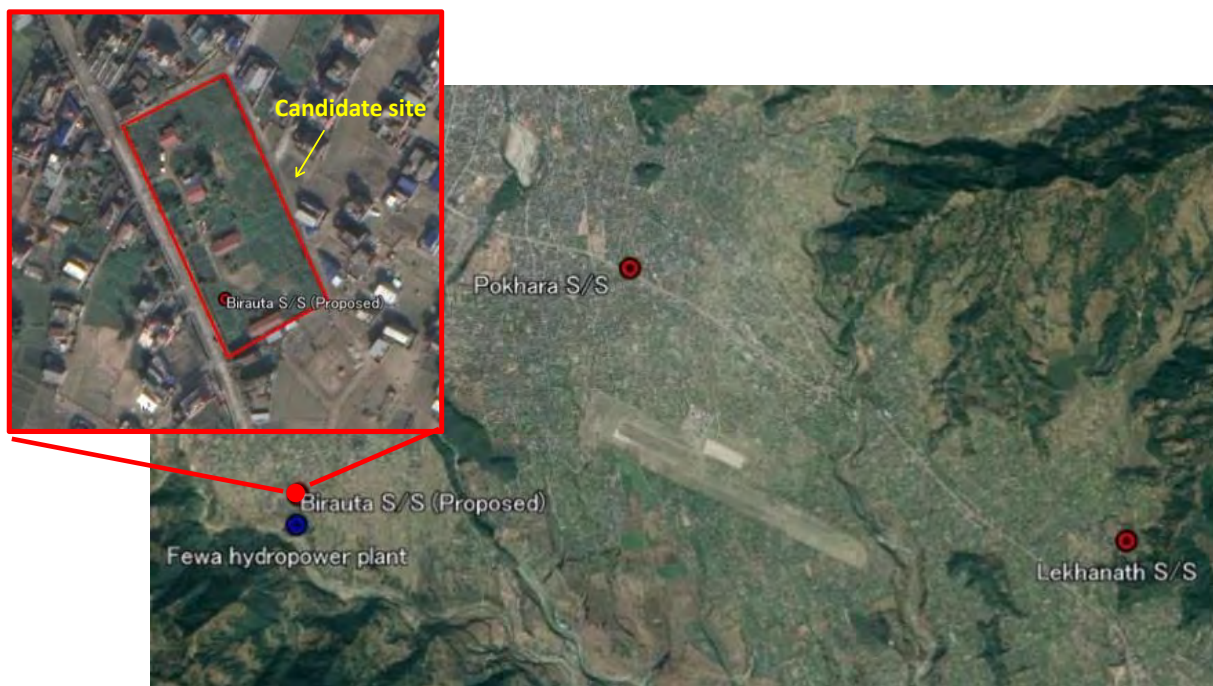 Candidate site
Birauta S/S (Proposed)
Pokhara S/S
Birauta S/S (Proposed)
Fewa hydropower plant
Lekhanath S/S